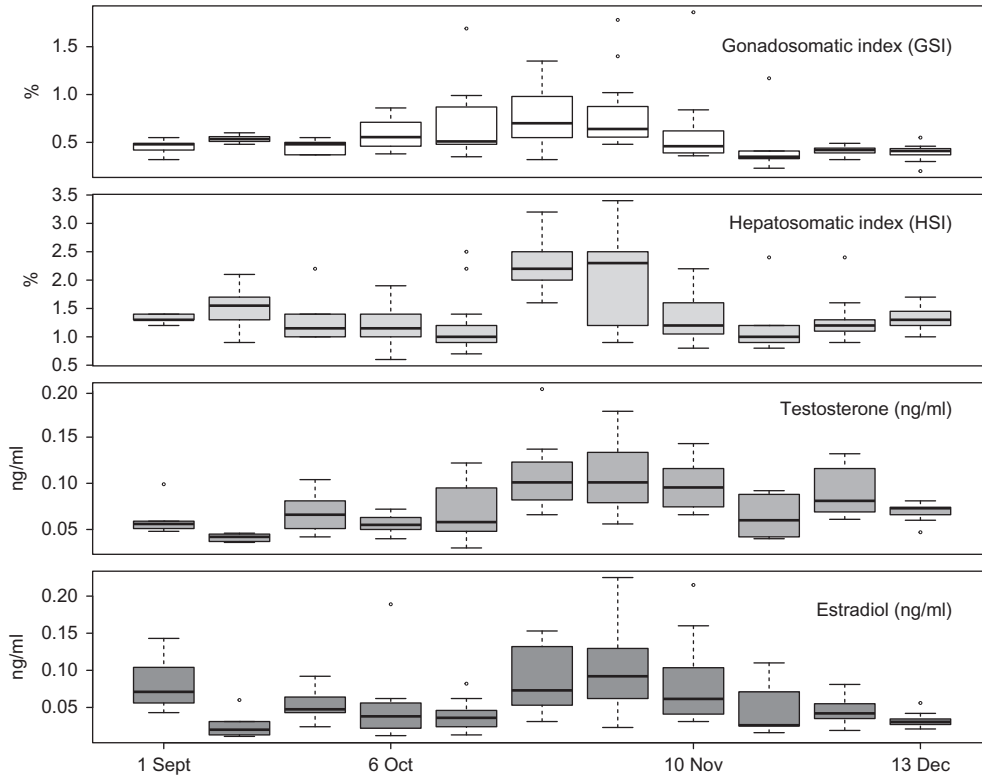 Gonadosomatic index (GSI)
%
1.5
1.0
0.5
Hepatosomatic index (HSI)
%
3.5
3.0
2.5
2.0
1.5
1.0
0.5
Testosterone (ng/ml)
ng/ml
0.20
0.15
0.10
0.05
Estradiol (ng/ml)
ng/ml
0.20
0.15
0.10
0.05
1 Sept 6 Oct 10 Nov 13 Dec